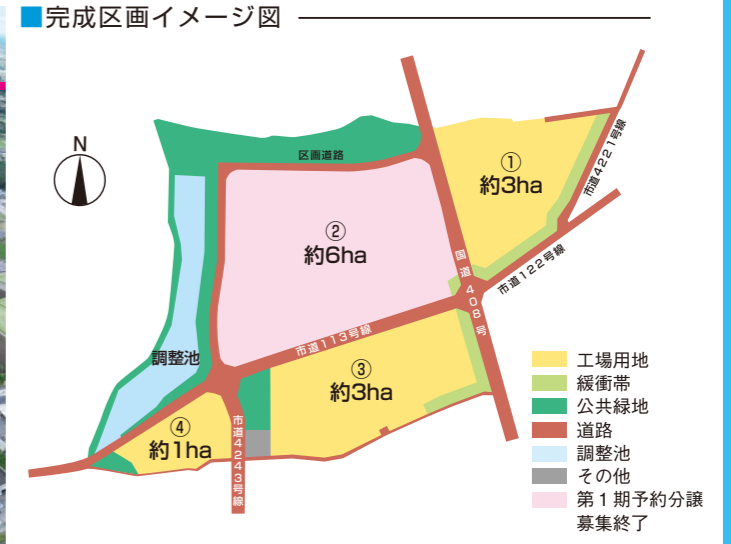 ■完成区画イメージ図
N
区画道路
①
約3ha
市道4221号線
②
約6ha
国道408号
市道122号線
市道113号線
調整池
③
約3ha
④
約1ha
市道4243号線
工場用地
緩衝帯
公共緑地
道路
調整池
その他
第1期予約分譲
募集終了